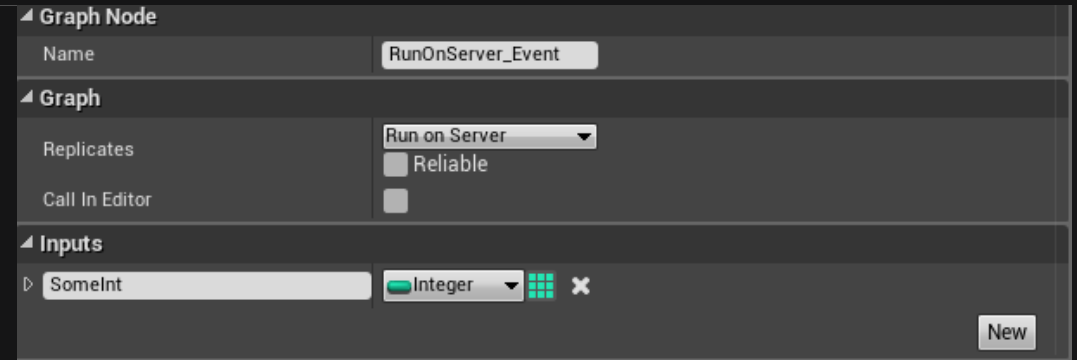 Graph Node
Name RunOnServer_Event
Graph
Replicates Run on Server
Reliable
Call In Editor
Inputs
SomeInt Integer
New